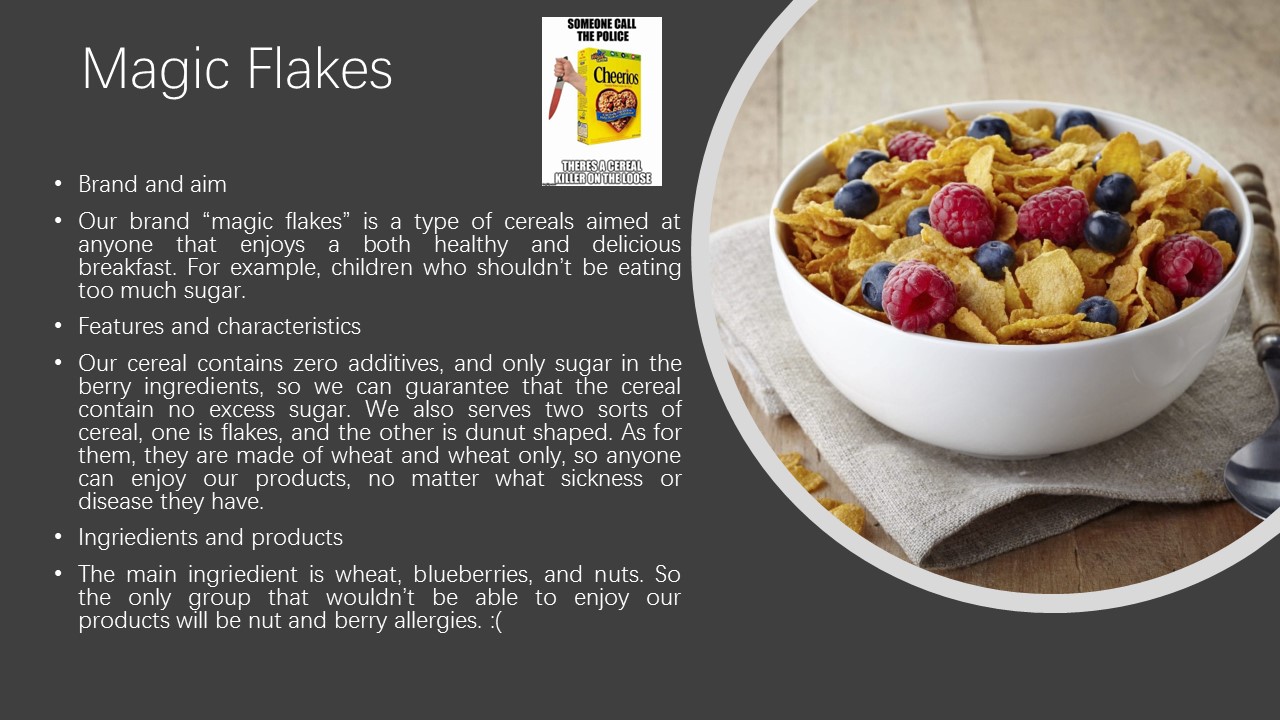 Magic Flakes
SOMEONE CALL
THE POLICE
Cheerios
THERES A CEREAL
KILLER ON THE LOOSE
• Brand and aim
• Our brand “magic flakes” is a type of cereals aimed at
anyone that enjoys a both healthy and delicious
breakfast. For example, children who shouldn’t be eating
too much sugar.
• Features and characteristics
• Our cereal contains zero additives, and only sugar in the
berry ingredients, so we can guarantee that the cereal
contain no excess sugar. We also serves two sorts of
cereal, one is flakes, and the other is dunut shaped. As for
them, they are made of wheat and wheat only, so anyone
can enjoy our products, no matter what sickness or
disease they have.
• Ingriedients and products
• The main ingriedient is wheat, blueberries, and nuts. So
the only group that wouldn’t be able to enjoy our
products will be nut and berry allergies. :(